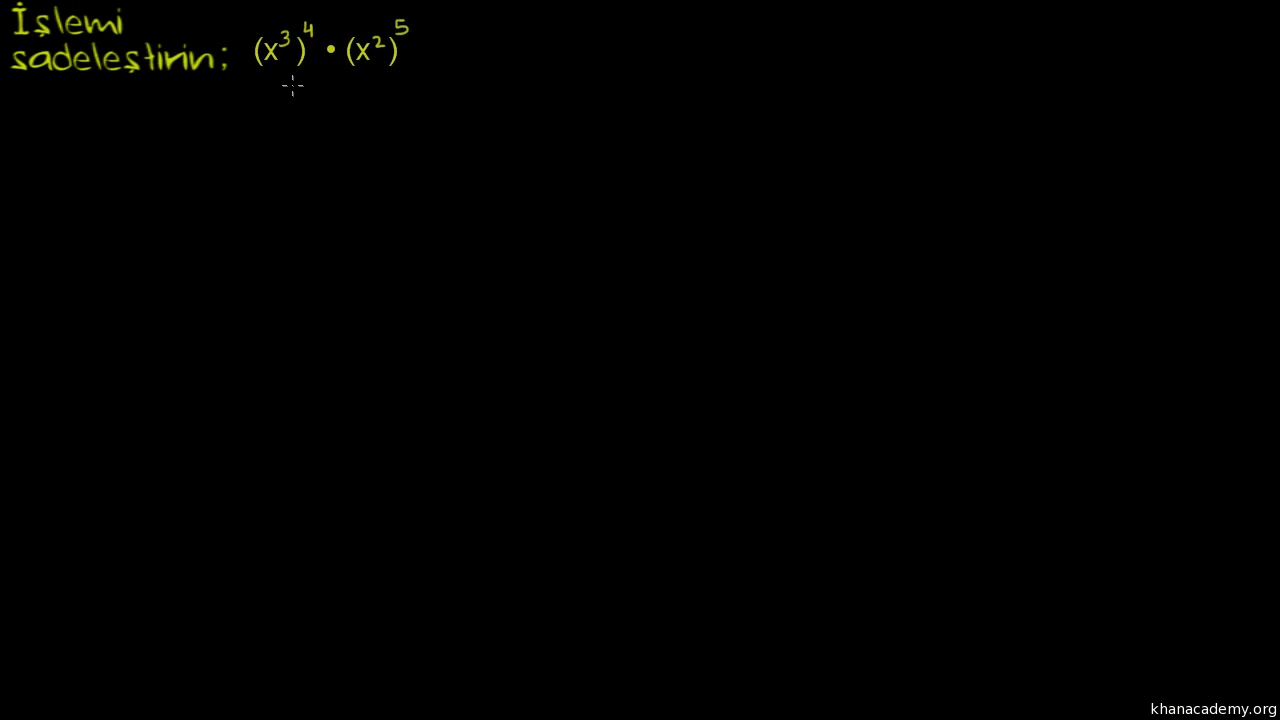 İşlemi
sadeleştirin; (x³)⁴ • (x²)⁵
khanacademy.org